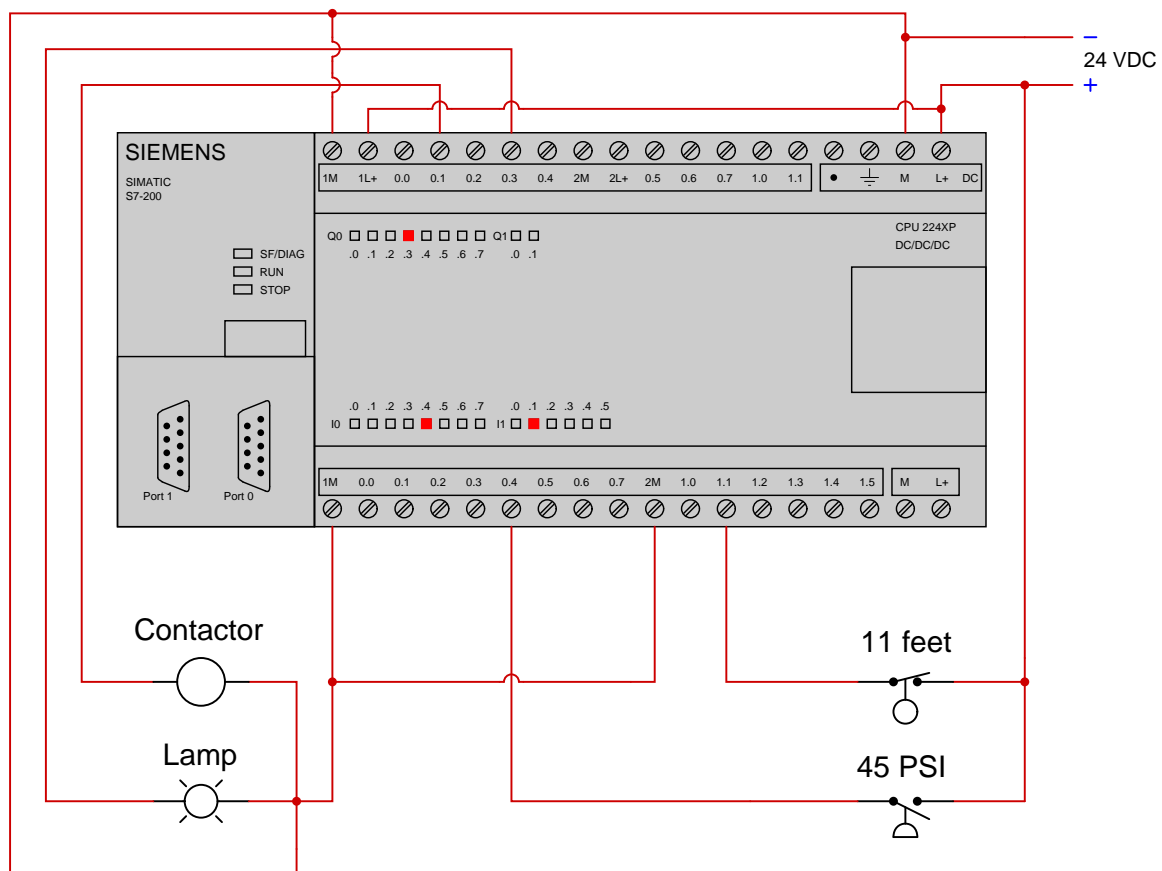 −
24 VDC
+
SIEMENS
SIMATIC
S7-200
1M 1L+ 0.0 0.1 0.2 0.3 0.4 2M 2L+ 0.5 0.6 0.7 1.0 1.1 M L+ DC
CPU 224XP
DC/DC/DC
Q0 Q1
.0 .1 .2 .3 .4 .5 .6 .7 .0 .1
SF/DIAG
RUN
STOP
.0 .1 .2 .3 .4 .5 .6 .7 .0 .1 .2 .3 .4 .5
I0 I1
Port 1 Port 0
1M 0.0 0.1 0.2 0.3 0.4 0.5 0.6 0.7 2M 1.0 1.1 1.2 1.3 1.4 1.5 M L+
Contactor
11 feet
Lamp
45 PSI